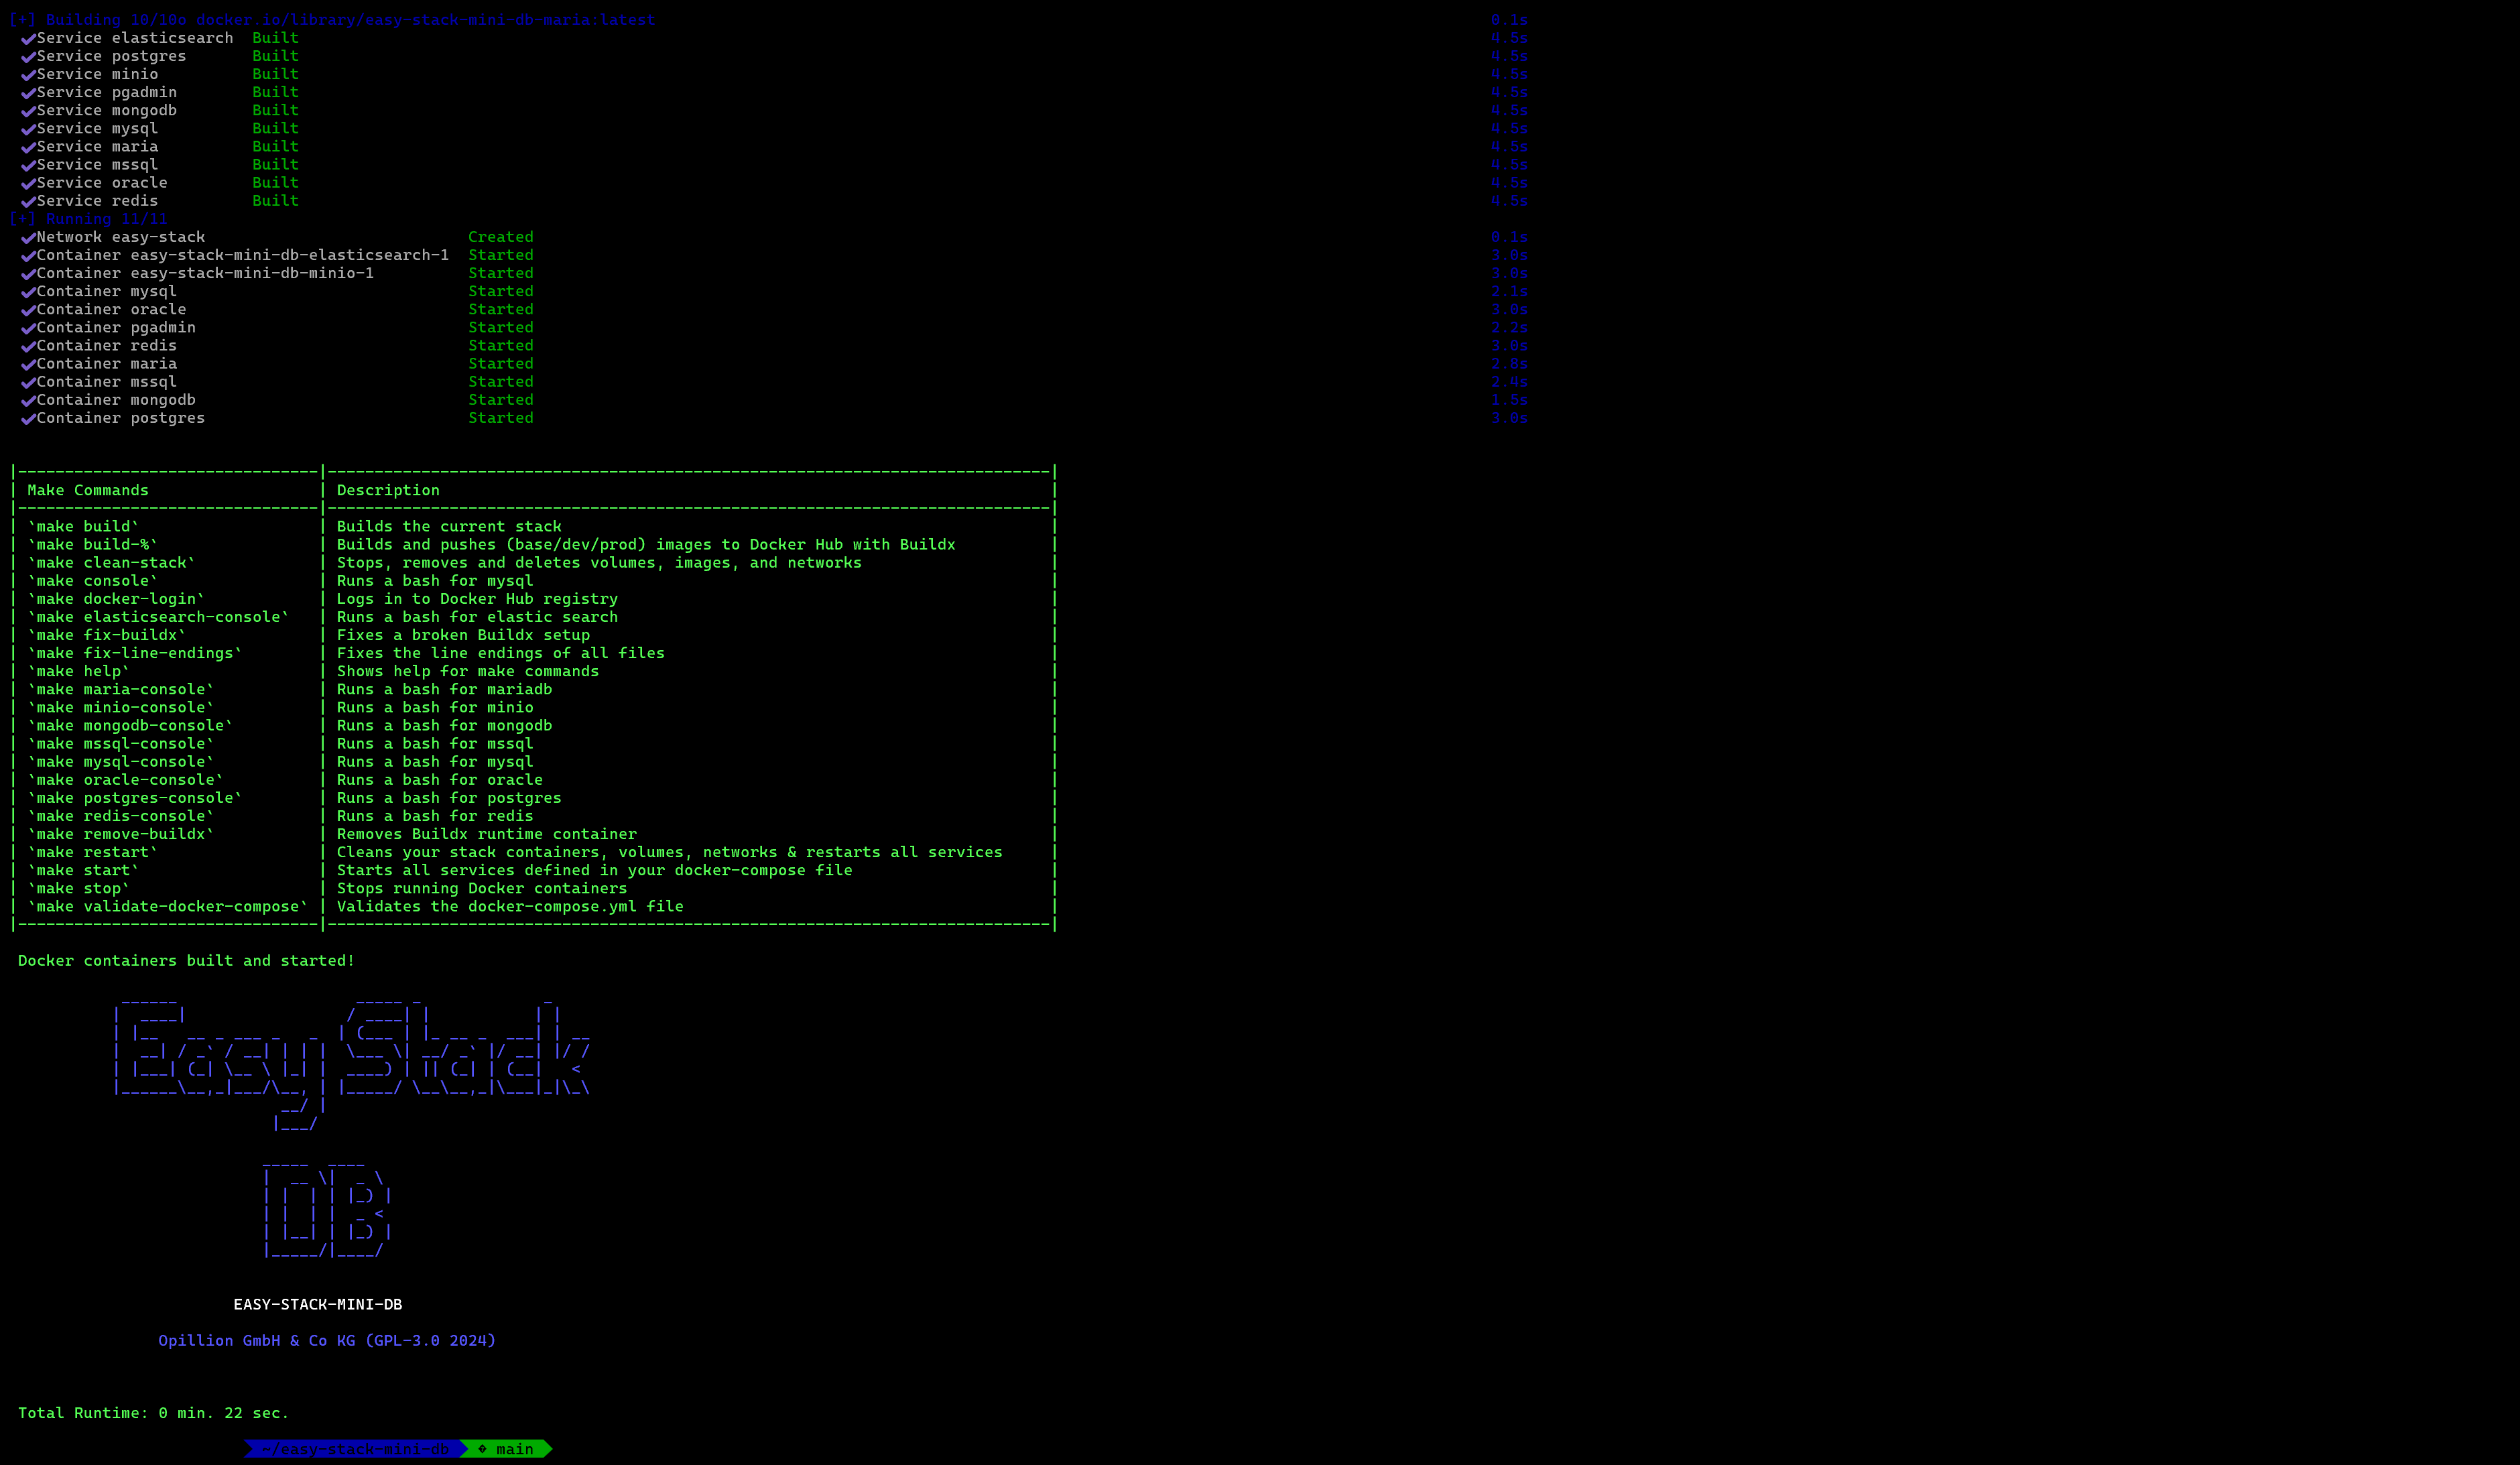 [+] Building 10/10o docker.io/library/easy-stack-mini-db-maria:latest 0.1s
✔Service elasticsearch Built 4.5s
✔Service postgres Built 4.5s
✔Service minio Built 4.5s
✔Service pgadmin Built 4.5s
✔Service mongodb Built 4.5s
✔Service mysql Built 4.5s
✔Service maria Built 4.5s
✔Service mssql Built 4.5s
✔Service oracle Built 4.5s
✔Service redis Built 4.5s
[+] Running 11/11
✔Network easy-stack Created 0.1s
✔Container easy-stack-mini-db-elasticsearch-1 Started 3.0s
✔Container easy-stack-mini-db-minio-1 Started 3.0s
✔Container mysql Started 2.1s
✔Container oracle Started 3.0s
✔Container pgadmin Started 2.2s
✔Container redis Started 3.0s
✔Container maria Started 2.8s
✔Container mssql Started 2.4s
✔Container mongodb Started 1.5s
✔Container postgres Started 3.0s
| Make Commands | Description |
| `make build` | Builds the current stack |
| `make build-%` | Builds and pushes (base/dev/prod) images to Docker Hub with Buildx |
| `make clean-stack` | Stops, removes and deletes volumes, images, and networks |
| `make console` | Runs a bash for mysql |
| `make docker-login` | Logs in to Docker Hub registry |
| `make elasticsearch-console` | Runs a bash for elastic search |
| `make fix-buildx` | Fixes a broken Buildx setup |
| `make fix-line-endings` | Fixes the line endings of all files |
| `make help` | Shows help for make commands |
| `make maria-console` | Runs a bash for mariadb |
| `make minio-console` | Runs a bash for minio |
| `make mongodb-console` | Runs a bash for mongodb |
| `make mssql-console` | Runs a bash for mssql |
| `make mysql-console` | Runs a bash for mysql |
| `make oracle-console` | Runs a bash for oracle |
| `make postgres-console` | Runs a bash for postgres |
| `make redis-console` | Runs a bash for redis |
| `make remove-buildx` | Removes Buildx runtime container |
| `make restart` | Cleans your stack containers, volumes, networks & restarts all services |
| `make start` | Starts all services defined in your docker-compose file |
| `make stop` | Stops running Docker containers |
| `make validate-docker-compose` | Validates the docker-compose.yml file |
Docker containers built and started!
Easy Stack
DB
EASY-STACK-MINI-DB
Opillion GmbH & Co KG (GPL-3.0 2024)
Total Runtime: 0 min. 22 sec.
~/easy-stack-mini-db � main